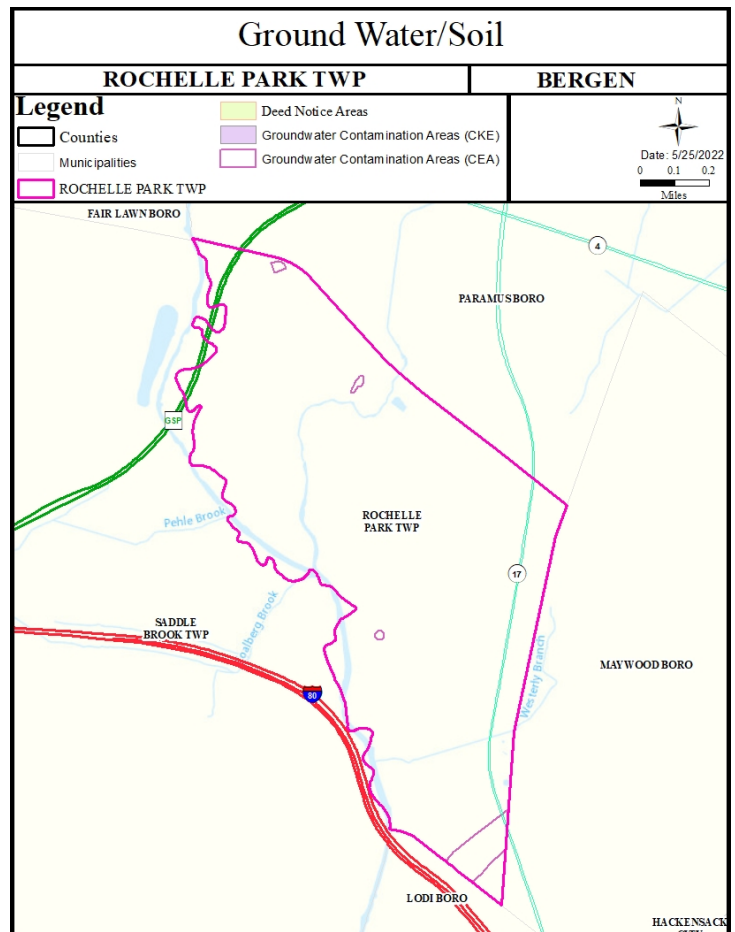 Ground Water/Soil
ROCHELLE PARK TWP
BERGEN
Legend
Counties
Municipalities
ROCHELLE PARK TWP
Deed Notice Areas
Groundwater Contamination Areas (CKE)
Groundwater Contamination Areas (CEA)
N
Date: 5/25/2022
0 0.1 0.2
Miles
FAIR LAWN BORO
4
PARAMUS BORO
GSP
Pehle Brook
ROCHELLE
PARK TWP
17
SADDLE
BROOK TWP
oalberg Brook
Westerly Branch
MAYWOOD BORO
80
LODI BORO
HACKENSACK